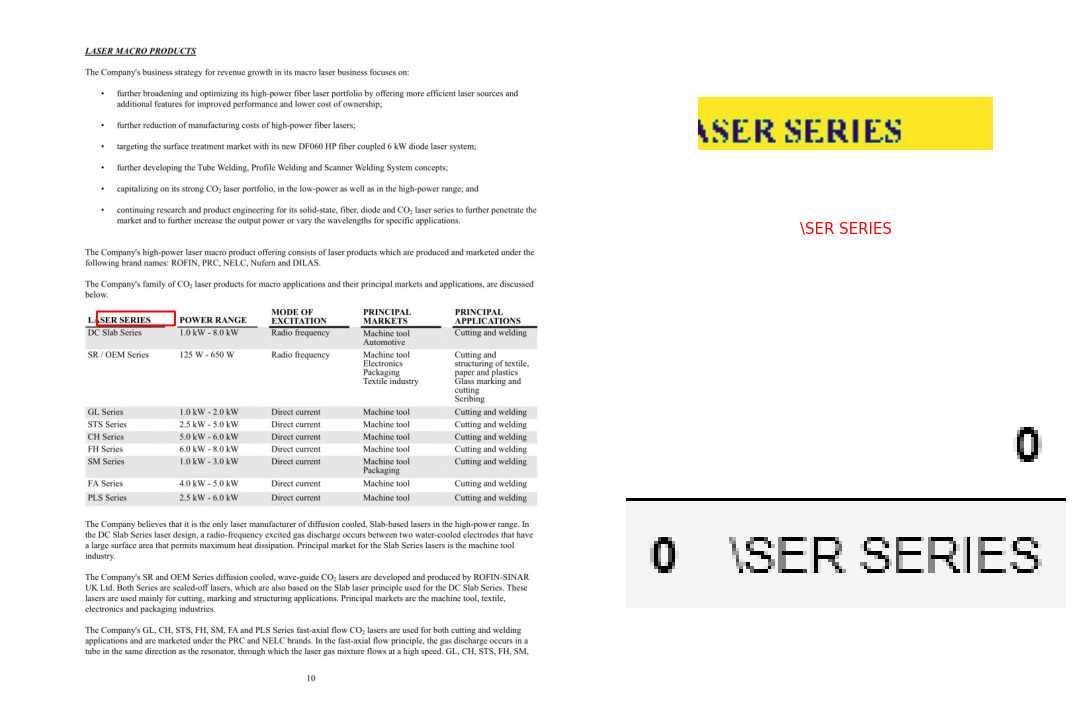 LASER MACRO PRODUCTS
The Company's business strategy for revenue growth in its macro laser business focuses on:
• further broadening and optimizing its high-power fiber laser portfolio by offering more efficient laser sources and
additional features for improved performance and lower cost of ownership;
• further reduction of manufacturing costs of high-power fiber lasers;
• targeting the surface treatment market with its new DF060 HP fiber coupled 6 kW diode laser system;
• further developing the Tube Welding, Profile Welding and Scanner Welding System concepts;
• capitalizing on its strong CO2 laser portfolio, in the low-power as well as in the high-power range; and
• continuing research and product engineering for its solid-state, fiber, diode and CO2 laser series to further penetrate the
market and to further increase the output power or vary the wavelengths for specific applications.
The Company's high-power laser macro product offering consists of laser products which are produced and marketed under the
following brand names: ROFIN, PRC, NELC, Nufern and DILAS.
The Company's family of CO2 laser products for macro applications and their principal markets and applications, are discussed
below.
LASER SERIES POWER RANGE MODE OF EXCITATION PRINCIPAL MARKETS PRINCIPAL APPLICATIONS
DC Slab Series 1.0 kW - 8.0 kW Radio frequency Machine tool Cutting and welding
Automotive
SR / OEM Series 125 W - 650 W Radio frequency Machine tool Cutting and
Electronics structuring of textile,
Packaging paper and plastics
Textile industry Glass marking and
cutting
Scribing
GL Series 1.0 kW - 2.0 kW Direct current Machine tool Cutting and welding
STS Series 2.5 kW - 5.0 kW Direct current Machine tool Cutting and welding
CH Series 5.0 kW - 6.0 kW Direct current Machine tool Cutting and welding
FH Series 6.0 kW - 8.0 kW Direct current Machine tool Cutting and welding
SM Series 1.0 kW - 3.0 kW Direct current Machine tool Cutting and welding
Packaging
FA Series 4.0 kW - 5.0 kW Direct current Machine tool Cutting and welding
PLS Series 2.5 kW - 6.0 kW Direct current Machine tool Cutting and welding
The Company believes that it is the only laser manufacturer of diffusion cooled, Slab-based lasers in the high-power range. In
the DC Slab Series laser design, a radio-frequency excited gas discharge occurs between two water-cooled electrodes that have
a large surface area that permits maximum heat dissipation. Principal market for the Slab Series lasers is the machine tool
industry.
The Company's SR and OEM Series diffusion cooled, wave-guide CO2 lasers are developed and produced by ROFIN-SINAR
UK Ltd. Both Series are sealed-off lasers, which are also based on the Slab laser principle used for the DC Slab Series. These
lasers are used mainly for cutting, marking and structuring applications. Principal markets are the machine tool, textile,
electronics and packaging industries.
The Company's GL, CH, STS, FH, SM, FA and PLS Series fast-axial flow CO2 lasers are used for both cutting and welding
applications and are marketed under the PRC and NELC brands. In the fast-axial flow principle, the gas discharge occurs in a
tube in the same direction as the resonator, through which the laser gas mixture flows at a high speed. GL, CH, STS, FH, SM,
10
\SER SERIES
\SER SERIES
0
0 \SER SERIES